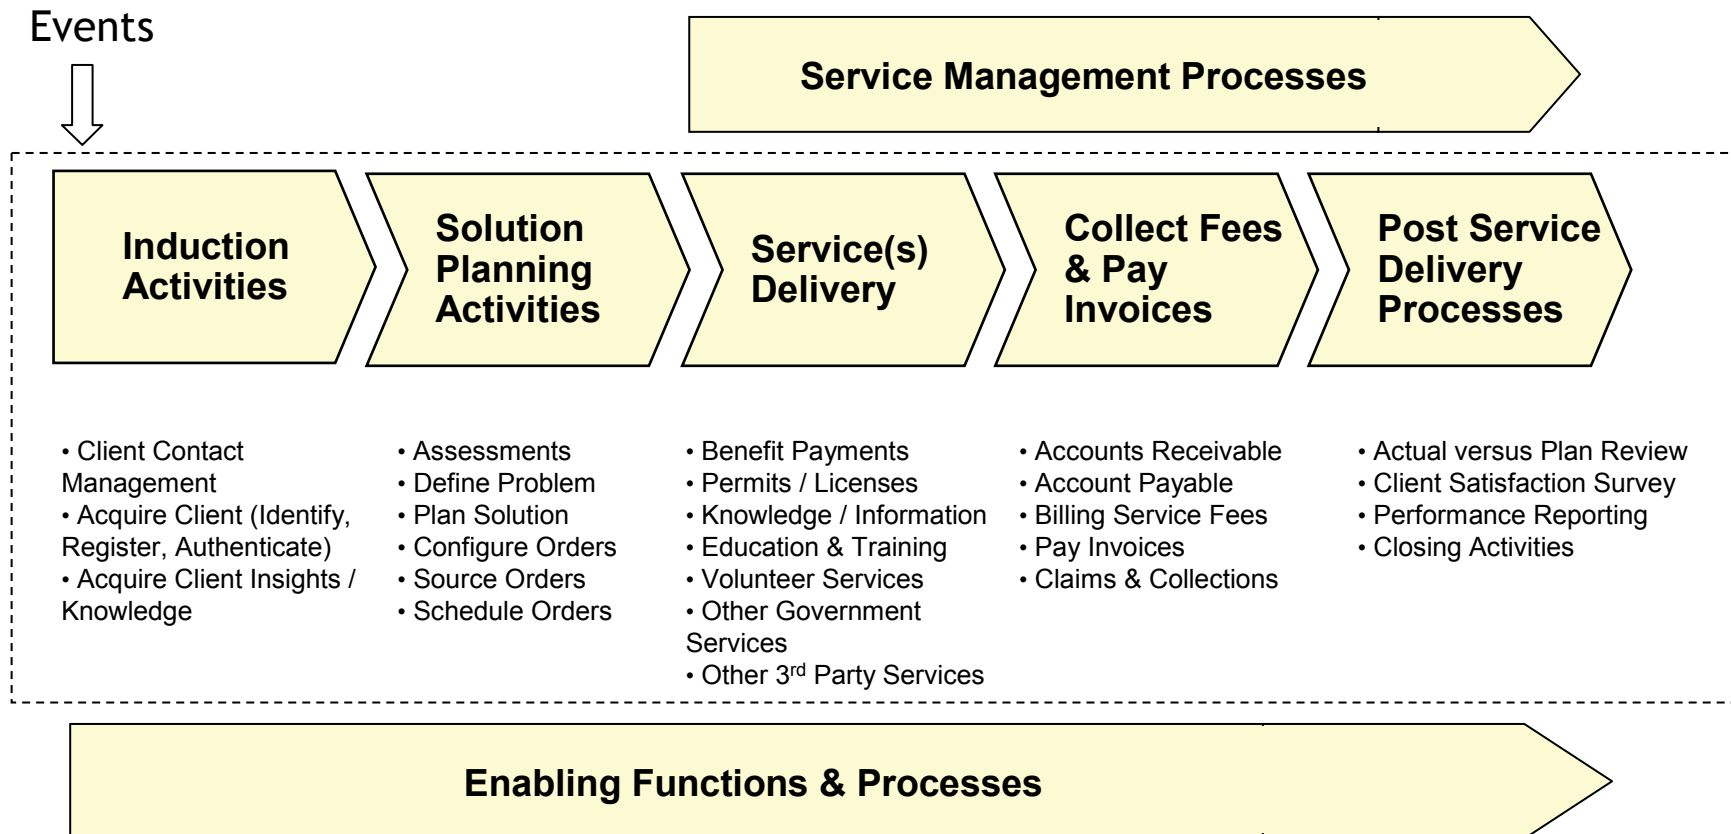 Events
Service Management Processes
Induction
Activities
Solution
Planning
Activities
Service(s)
Delivery
Collect Fees
& Pay
Invoices
Post Service
Delivery
Processes
• Client Contact
Management
• Acquire Client (Identify,
Register, Authenticate)
• Acquire Client Insights /
Knowledge
• Assessments
• Define Problem
• Plan Solution
• Configure Orders
• Source Orders
• Schedule Orders
• Benefit Payments
• Permits / Licenses
• Knowledge / Information
• Education & Training
• Volunteer Services
• Other Government
Services
• Other 3rd Party Services
• Accounts Receivable
• Account Payable
• Billing Service Fees
• Pay Invoices
• Claims & Collections
• Actual versus Plan Review
• Client Satisfaction Survey
• Performance Reporting
• Closing Activities
Enabling Functions & Processes